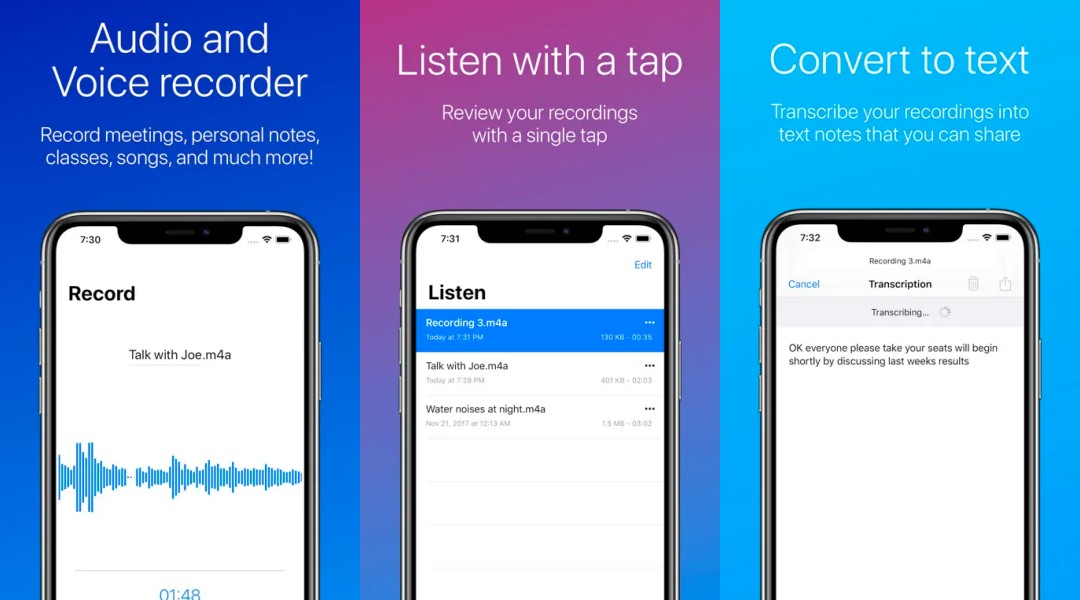 Audio and
Voice recorder
Record meetings, personal notes,
classes, songs, and much more!
7:30
Record
Talk with Joe.m4a
01:48
Listen with a tap
Review your recordings
with a single tap
7:31
Edit
Listen
Recording 3.m4a
Today at 7:31 PM 130 KB - 00:35
Talk with Joe.m4a
Today at 7:28 PM 401 KB - 02:03
Water noises at night.m4a
Nov 21, 2017 at 12:13 AM 1.5 MB - 03:02
Convert to text
Transcribe your recordings into
text notes that you can share
7:32
Recording 3.m4a
Cancel Transcription
Transcribing...
OK everyone please take your seats will begin
shortly by discussing last weeks results